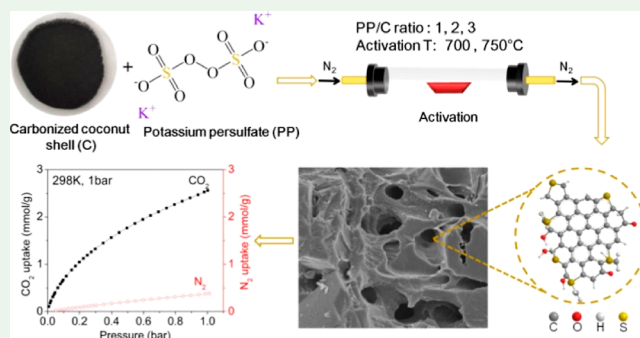 K⁺
PP/C ratio : 1, 2, 3
Activation T: 700, 750°C
+
O
O
O⁻
S
O
O
S
⁻O
O
O
K⁺
N₂
N₂
Carbonized coconut
shell (C)
Potassium persulfate (PP)
Activation
298K, 1bar
CO₂
N₂
CO₂ uptake (mmol/g)
N₂ uptake (mmol/g)
3
2
1
0
3
2
1
0
0.0 0.2 0.4 0.6 0.8 1.0
Pressure (bar)
C O H S